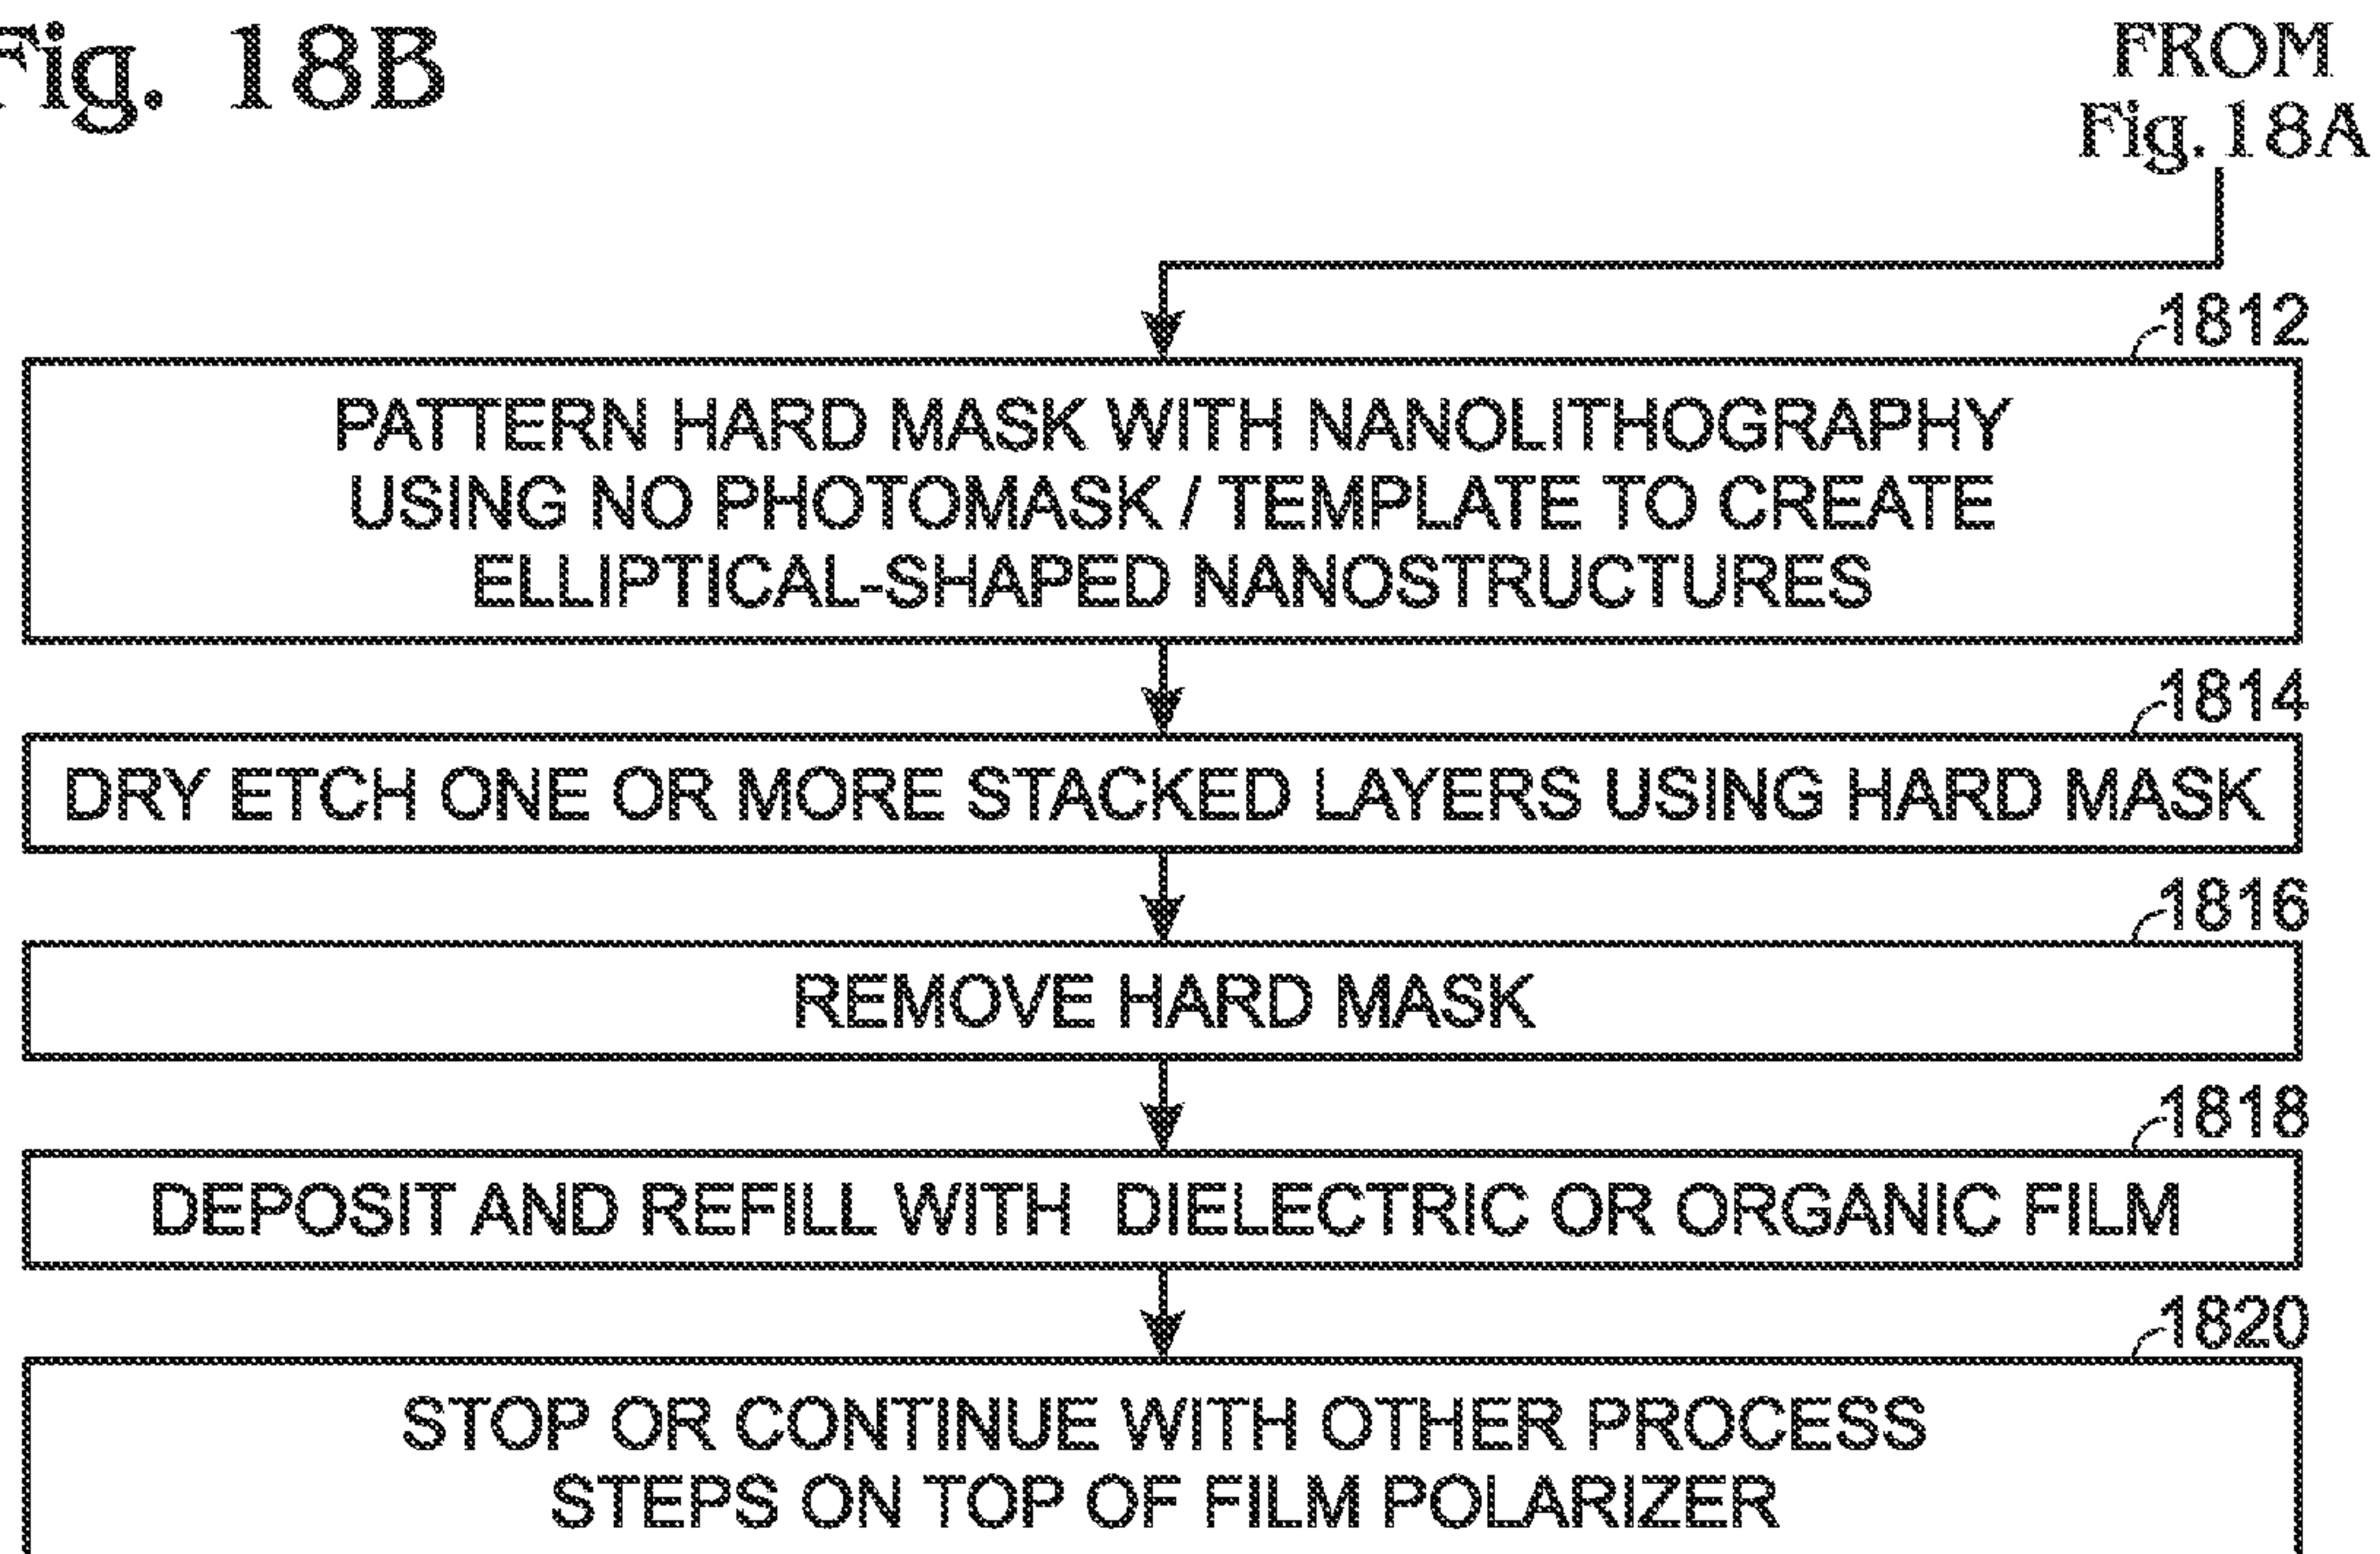 Fig. 18B
FROM
Fig. 18A
1812
PATTERN HARD MASK WITH NANOLITHOGRAPHY
USING NO PHOTOMASK / TEMPLATE TO CREATE
ELLIPTICAL-SHAPED NANOSTRUCTURES
1814
DRY ETCH ONE OR MORE STACKED LAYERS USING HARD MASK
1816
REMOVE HARD MASK
1818
DEPOSIT AND REFILL WITH DIELECTRIC OR ORGANIC FILM
1820
STOP OR CONTINUE WITH OTHER PROCESS
STEPS ON TOP OF FILM POLARIZER